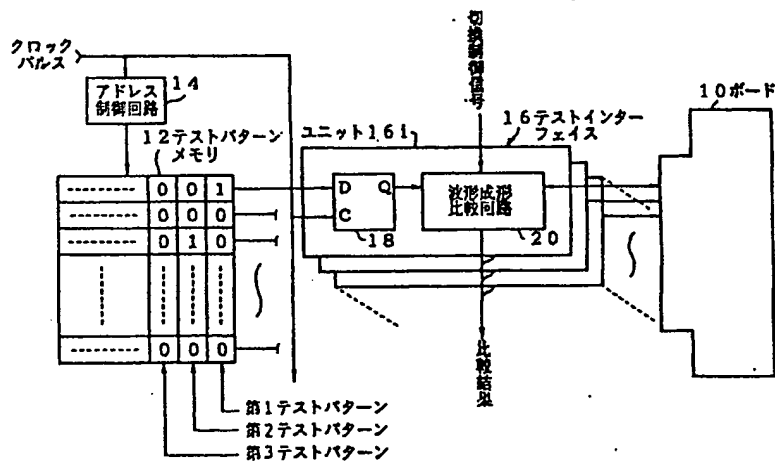 クロック
パルス
アドレス
制御回路
14
12テストパターン
メモリ
切換制御信号
ユニット16i
16テストインター
フェイス
10ボード
D Q
C
18
波形成形
比較回路
20
0 0 1
0 0 0
0 1 0
0 0 0
比較結果
第1テストパターン
第2テストパターン
第3テストパターン